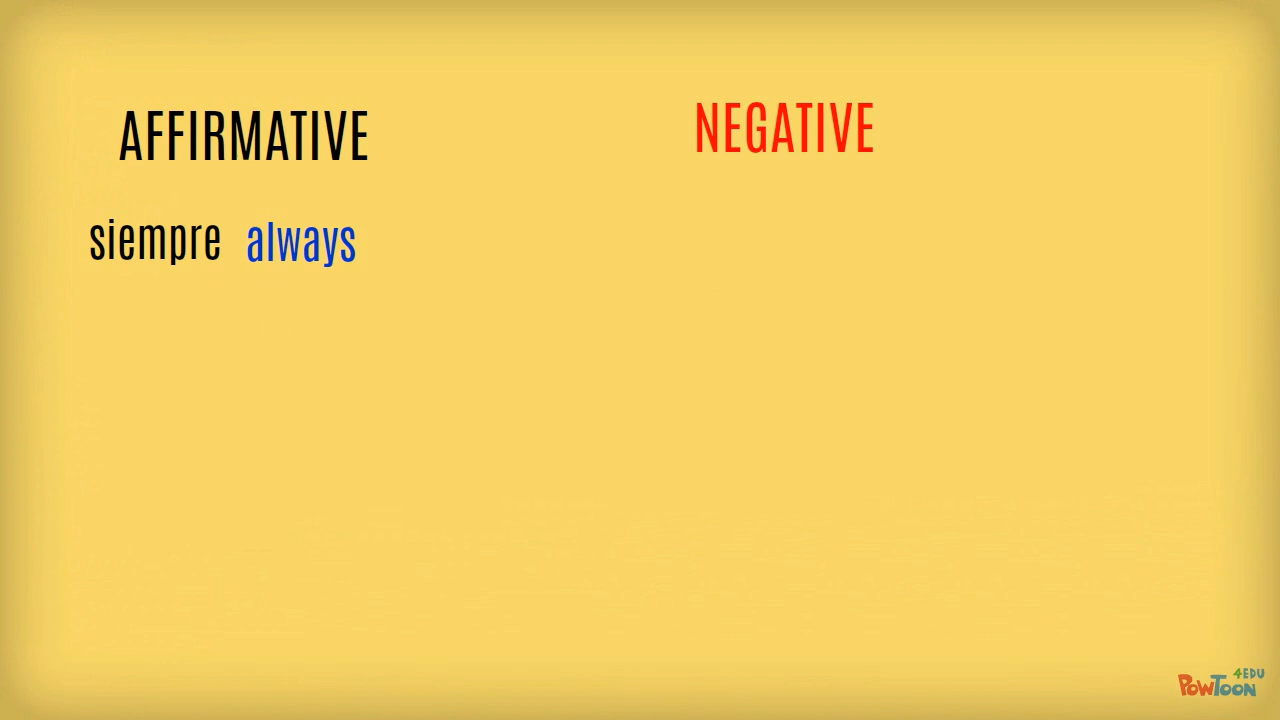 AFFIRMATIVE
NEGATIVE
siempre always
4EDU
POWTOON